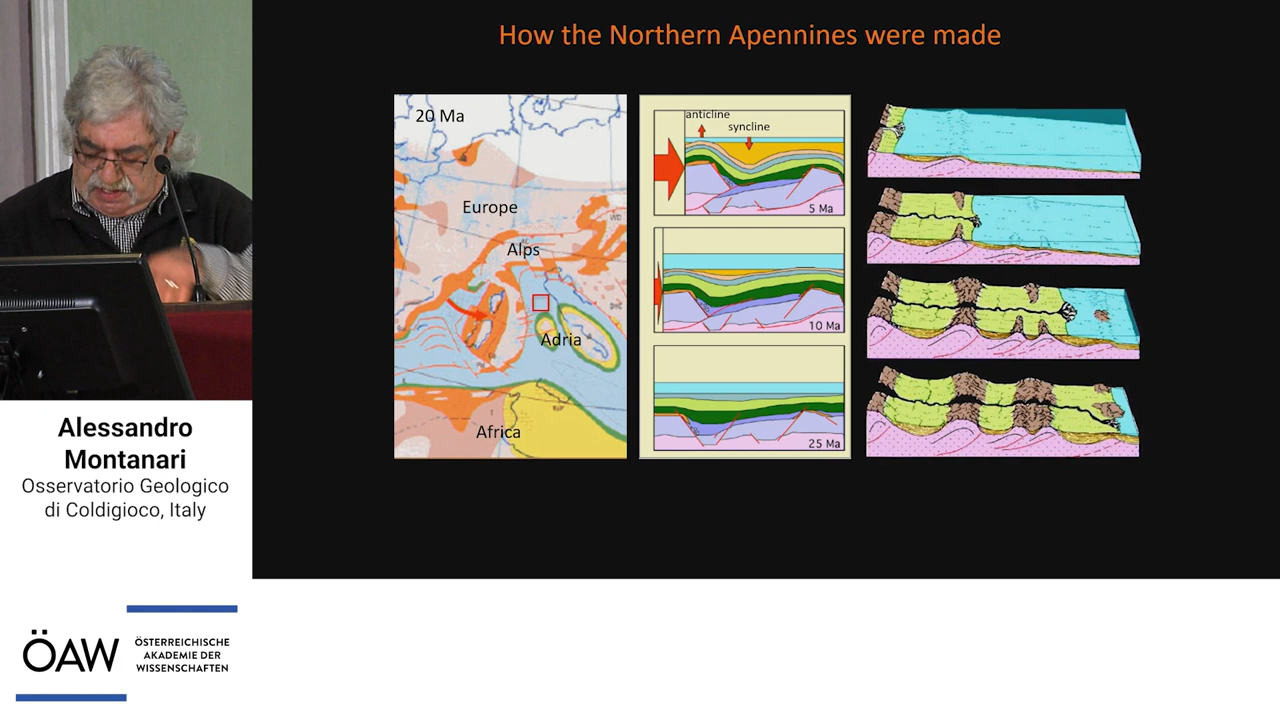 How the Northern Apennines were made
20 Ma
Europe
Alps
Adria
Africa
anticline
syncline
5 Ma
10 Ma
25 Ma
Alessandro
Montanari
Osservatorio Geologico
di Coldigioco, Italy
ÖAW
ÖSTERREICHISCHE
AKADEMIE DER
WISSENSCHAFTEN